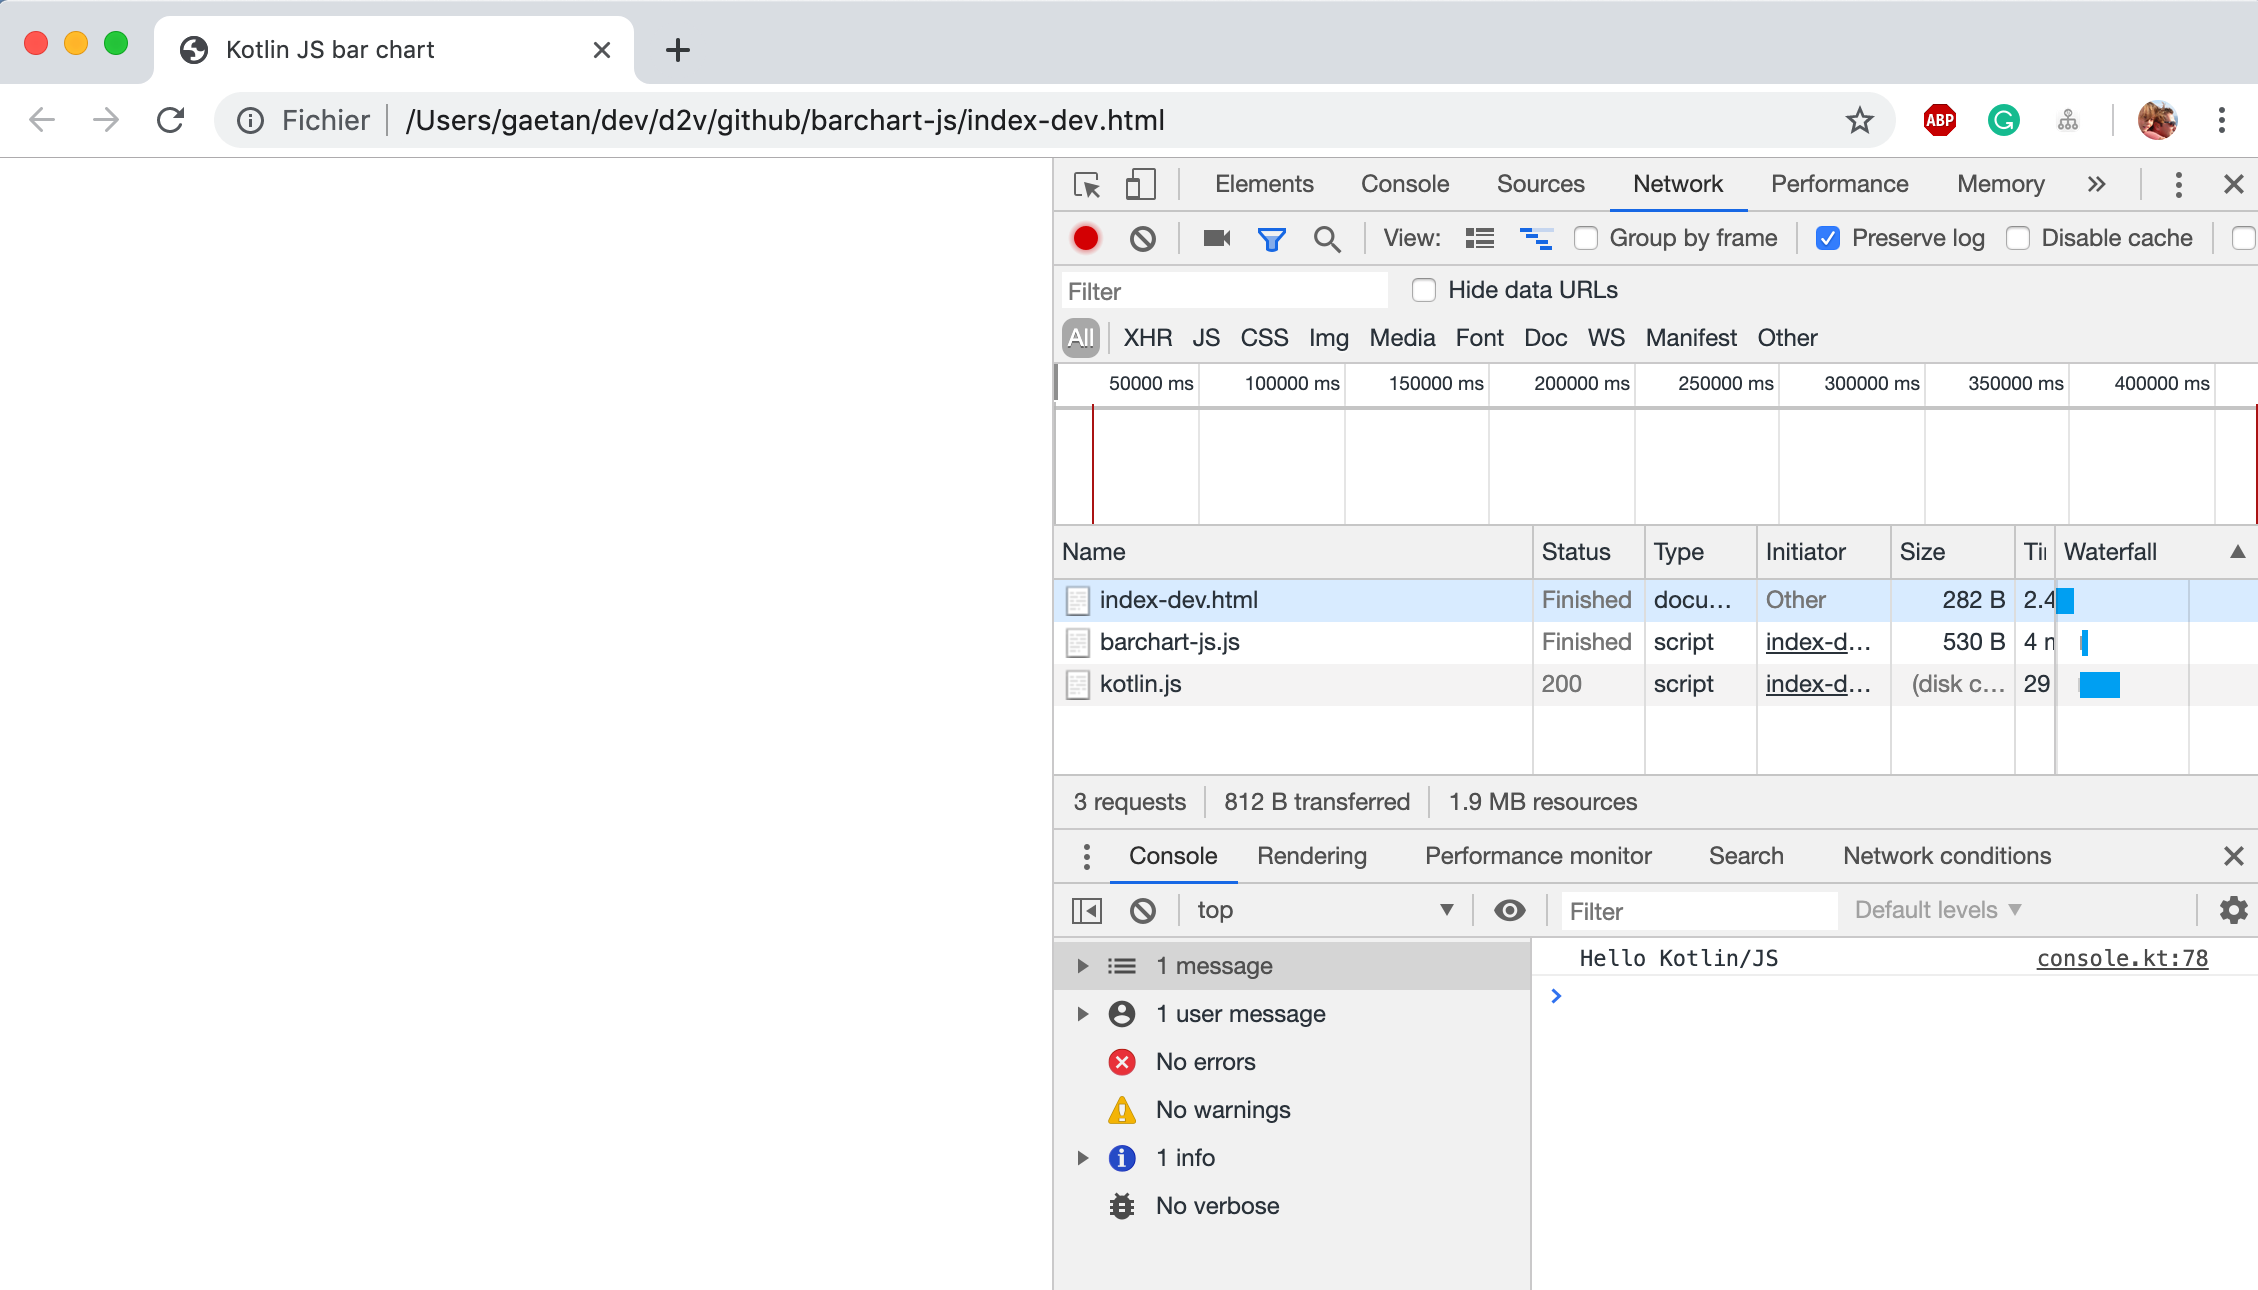 Kotlin JS bar chart
Fichier /Users/gaetan/dev/d2v/github/barchart-js/index-dev.html
ABP
Elements Console Sources Network Performance Memory
View: Group by frame Preserve log Disable cache
Filter Hide data URLs
All XHR JS CSS Img Media Font Doc WS Manifest Other
50000 ms 100000 ms 150000 ms 200000 ms 250000 ms 300000 ms 350000 ms 400000 ms
Name Status Type Initiator Size Waterfall
index-dev.html Finished docu… Other 282 B 2.4
barchart-js.js Finished script index-d… 530 B 4
kotlin.js 200 script index-d… (disk c… 29
3 requests 812 B transferred 1.9 MB resources
Console Rendering Performance monitor Search Network conditions
top Filter Default levels
1 message
1 user message
No errors
No warnings
1 info
No verbose
Hello Kotlin/JS console.kt:78